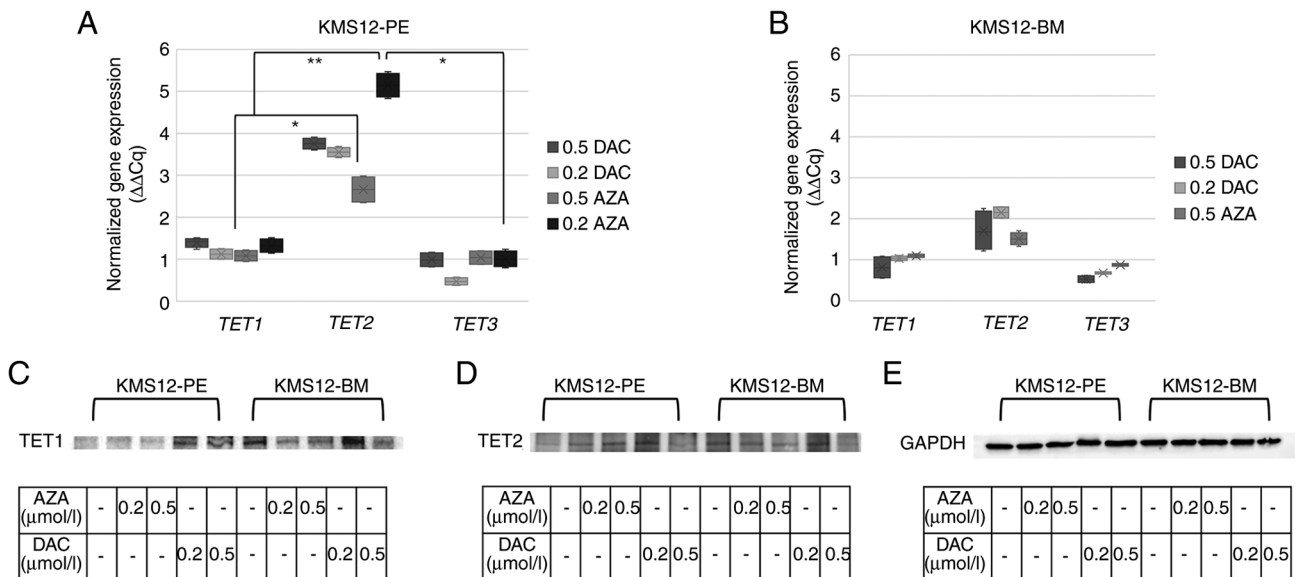 A
KMS12-PE
Normalized gene expression
(ΔΔCq)
6
5
4
3
2
1
0
**
*
*
TET1
TET2
TET3
0.5 DAC
0.2 DAC
0.5 AZA
0.2 AZA
B
KMS12-BM
Normalized gene expression
(ΔΔCq)
6
5
4
3
2
1
0
TET1
TET2
TET3
0.5 DAC
0.2 DAC
0.5 AZA
C
KMS12-PE KMS12-BM
TET1
AZA (μmol/l) - 0.2 0.5 - - - 0.2 0.5 - -
DAC (μmol/l) - - - 0.2 0.5 - - - 0.2 0.5
D
KMS12-PE KMS12-BM
TET2
AZA (μmol/l) - 0.2 0.5 - - - 0.2 0.5 - -
DAC (μmol/l) - - - 0.2 0.5 - - - 0.2 0.5
E
KMS12-PE KMS12-BM
GAPDH
AZA (μmol/l) - 0.2 0.5 - - - 0.2 0.5 - -
DAC (μmol/l) - - - 0.2 0.5 - - - 0.2 0.5